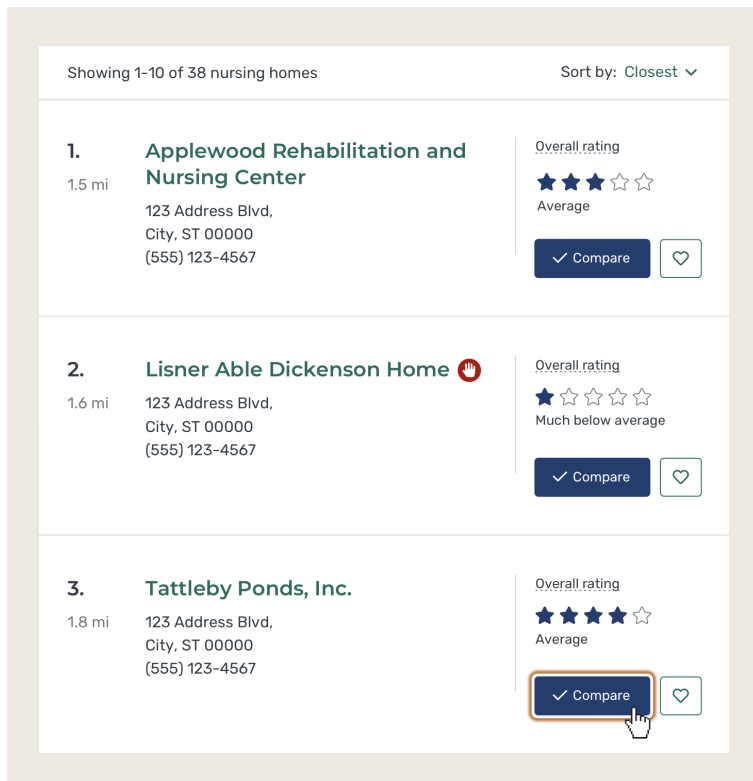 Showing 1-10 of 38 nursing homes
Sort by: Closest
1.
1.5 mi
Applewood Rehabilitation and
Nursing Center
123 Address Blvd,
City, ST 00000
(555) 123-4567
Overall rating
Average
Compare
2.
1.6 mi
Lisner Able Dickenson Home
123 Address Blvd,
City, ST 00000
(555) 123-4567
Overall rating
Much below average
Compare
3.
1.8 mi
Tattleby Ponds, Inc.
123 Address Blvd,
City, ST 00000
(555) 123-4567
Overall rating
Average
Compare